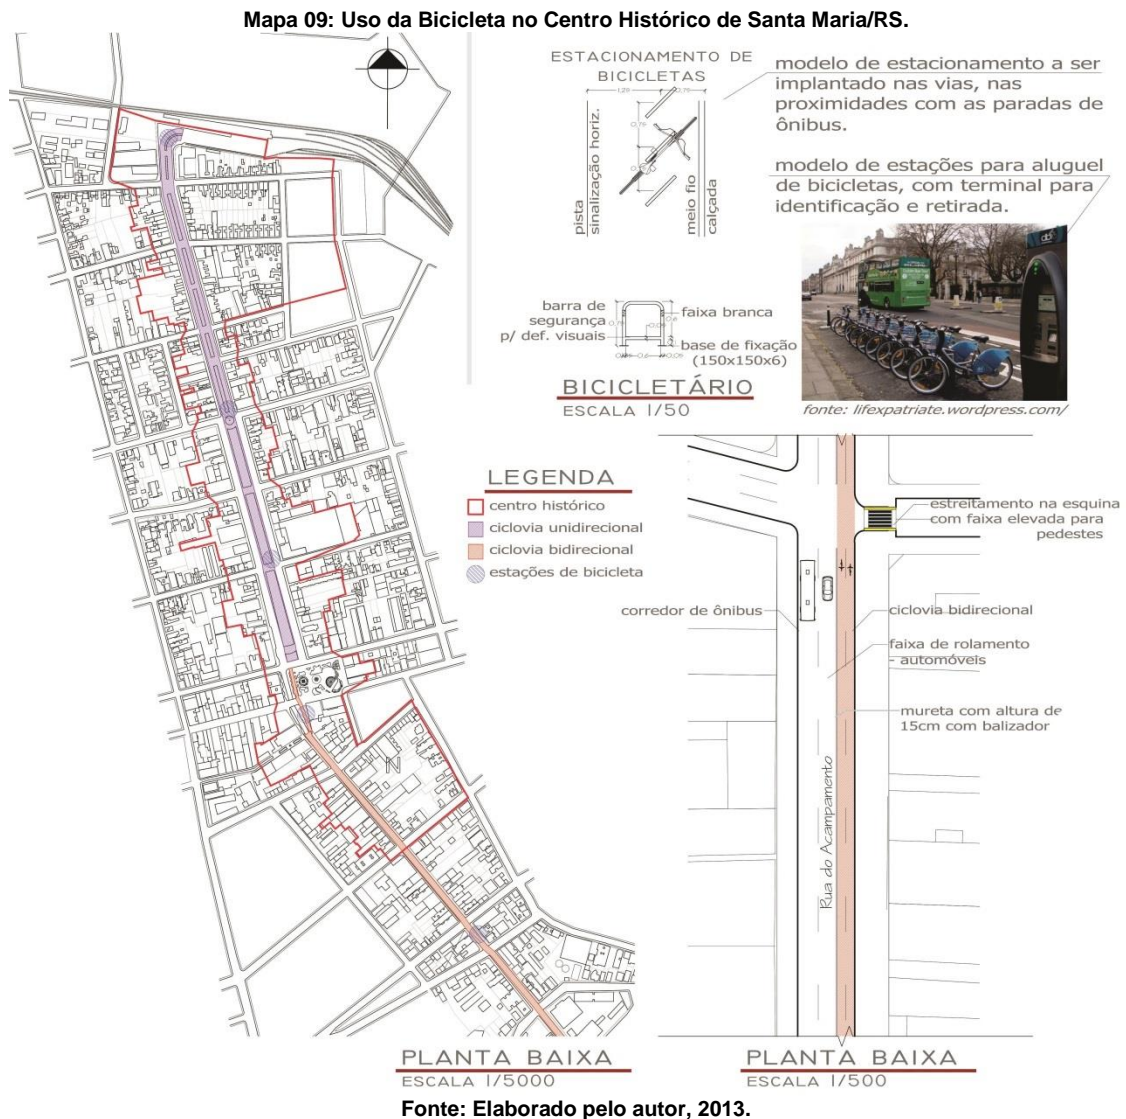 Mapa 09: Uso da Bicicleta no Centro Histórico de Santa Maria/RS.
ESTACIONAMENTO DE
BICICLETAS
pista
sinalização horiz.
meio fio
calçada
modelo de estacionamento a ser
implantado nas vias, nas
proximidades com as paradas de
ônibus.
modelo de estações para aluguel
de bicicletas, com terminal para
identificação e retirada.
barra de
segurança
p/ def. visuais
faixa branca
base de fixação
(150x150x6)
BICICLETÁRIO
ESCALA 1/50
fonte: lifexpatriate.wordpress.com/
LEGENDA
centro histórico
ciclovia unidirecional
ciclovia bidirecional
estações de bicicleta
N
estreitamento na esquina
com faixa elevada para
pedestes
corredor de ônibus
ciclovia bidirecional
faixa de rolamento
- automóveis
mureta com altura de
15cm com balizador
Rua do Acampamento
PLANTA BAIXA
ESCALA 1/5000
PLANTA BAIXA
ESCALA 1/500
Fonte: Elaborado pelo autor, 2013.